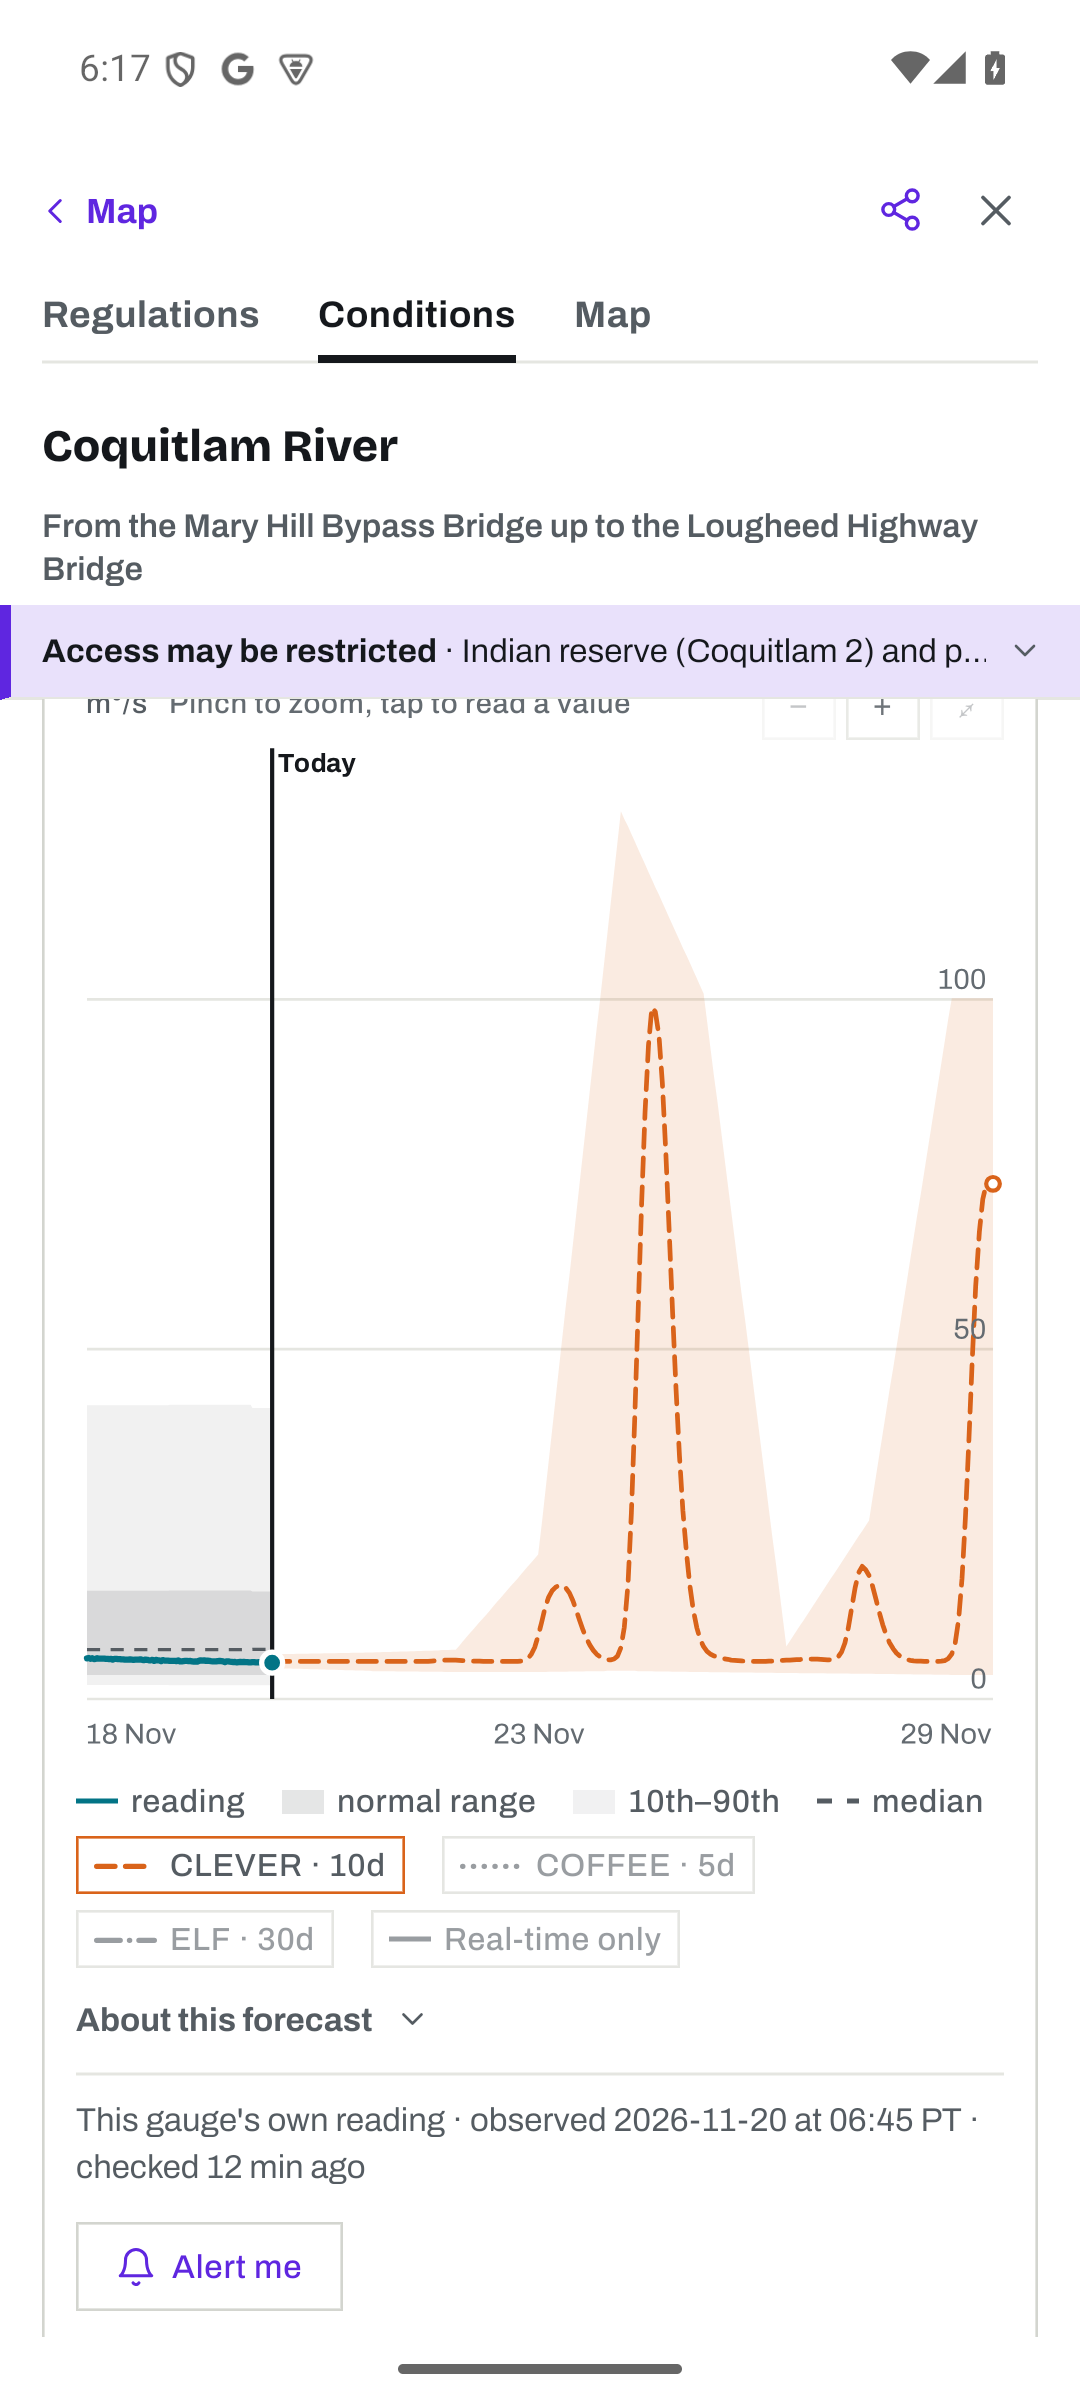 6:17
Map
Regulations Conditions Map
Coquitlam River
From the Mary Hill Bypass Bridge up to the Lougheed Highway
Bridge
Access may be restricted · Indian reserve (Coquitlam 2) and p...
m³/s Pinch to zoom, tap to read a value − +
Today
100
50
0
18 Nov 23 Nov 29 Nov
reading normal range 10th–90th median
CLEVER · 10d COFFEE · 5d
ELF · 30d Real-time only
About this forecast
This gauge's own reading · observed 2026-11-20 at 06:45 PT ·
checked 12 min ago
Alert me